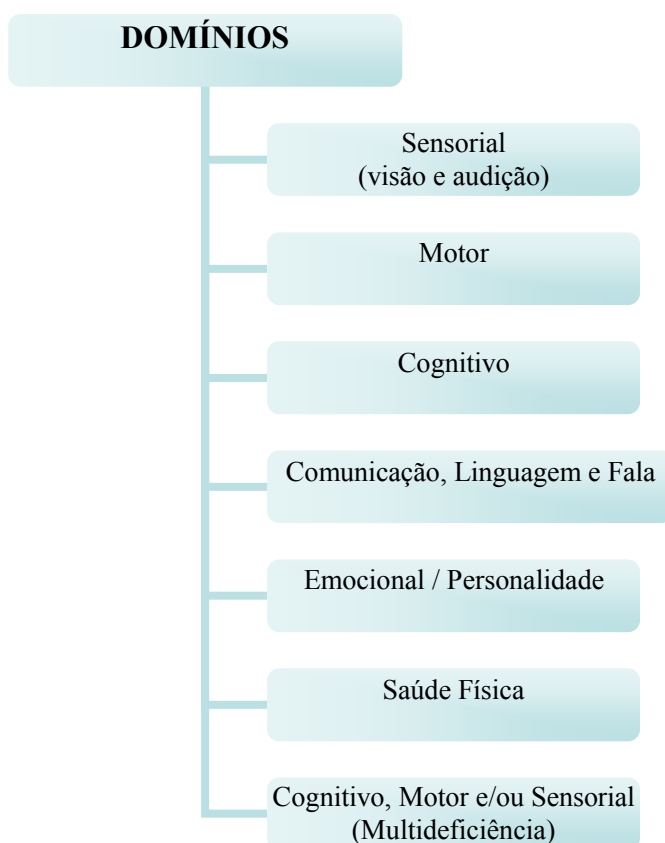 DOMÍNIOS
Sensorial
(visão e audição)
Motor
Cognitivo
Comunicação, Linguagem e Fala
Emocional / Personalidade
Saúde Física
Cognitivo, Motor e/ou Sensorial
(Multideficiência)